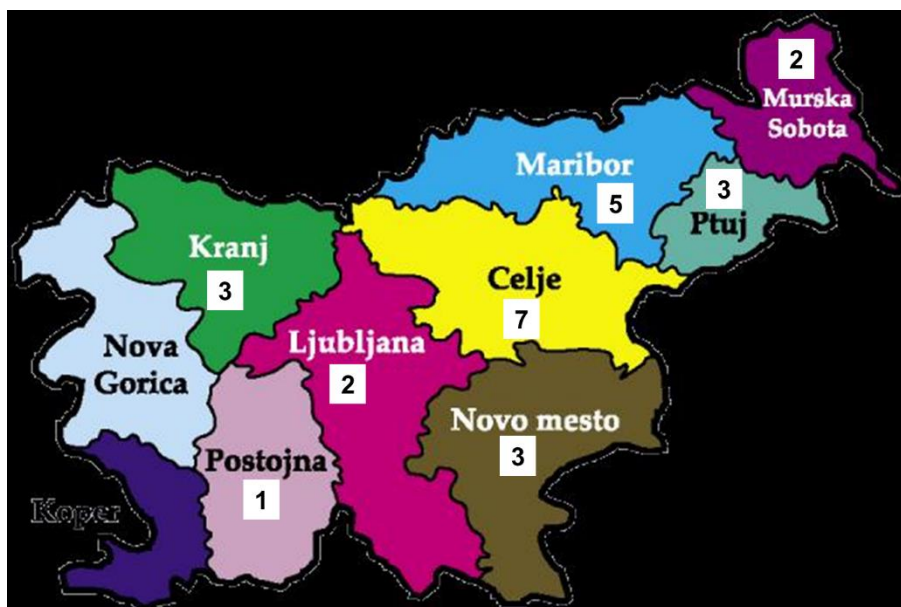 2
Murska
Sobota
Maribor
5
3
Ptuj
Kranj
3
Celje
7
Nova
Gorica
Ljubljana
2
Novo mesto
3
Postojna
1
Koper